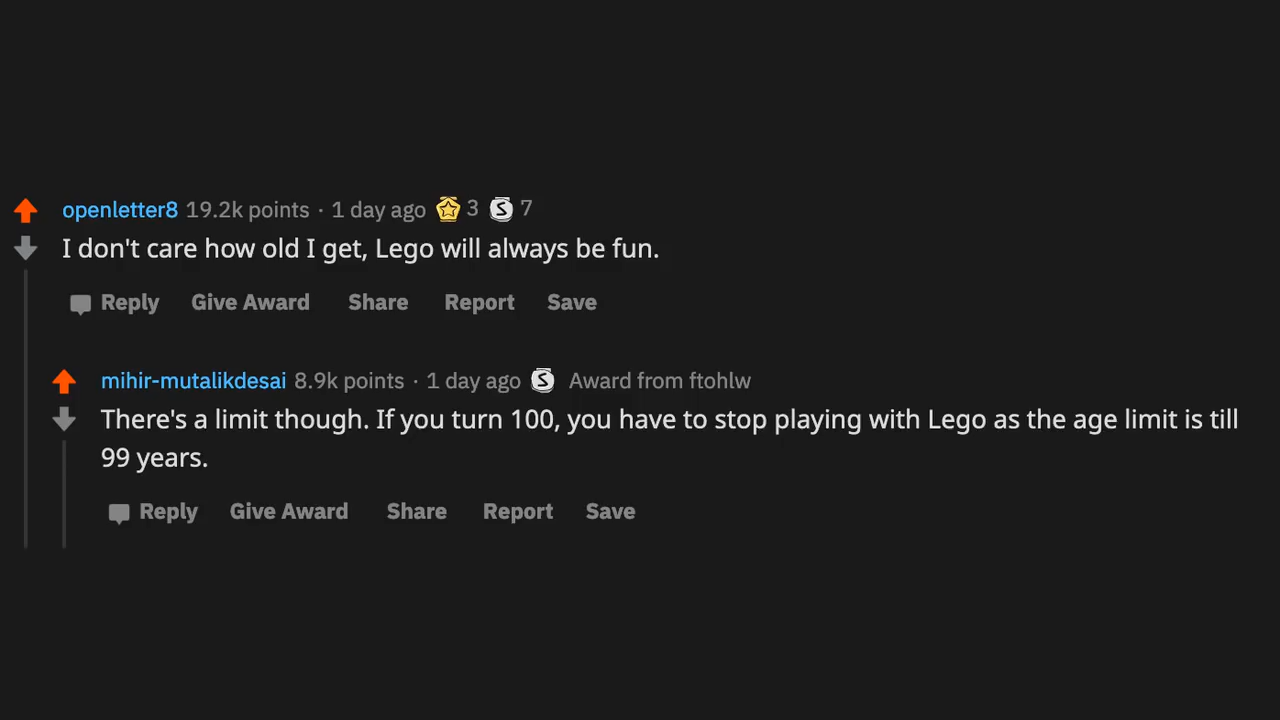 openletter8 19.2k points · 1 day ago 3 S 7
I don't care how old I get, Lego will always be fun.
Reply Give Award Share Report Save
mihir-mutalikdesai 8.9k points · 1 day ago S Award from ftohlw
There's a limit though. If you turn 100, you have to stop playing with Lego as the age limit is till
99 years.
Reply Give Award Share Report Save